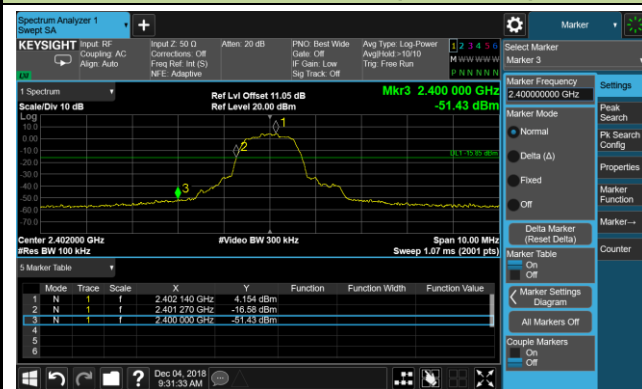 Spectrum Analyzer 1
Swept SA
+
Marker
KEYSIGHT
Input: RF
Coupling: AC
Align: Auto
Input Z: 50 Ω
Corrections: Off
Freq Ref: Int (S)
NFE: Adaptive
Atten: 20 dB
PNO: Best Wide
Gate: Off
IF Gain: Low
Sig Track: Off
Avg Type: Log-Power
Avg|Hold:>10/10
Trig: Free Run
1 2 3 4 5 6
M W W W W W
P N N N N N
LXI
Select Marker
Marker 3
1 Spectrum
Scale/Div 10 dB
Ref Lvl Offset 11.05 dB
Ref Level 20.00 dBm
Mkr3 2.400 000 GHz
-51.43 dBm
Log
10.0
0.00
-10.0
-20.0
-30.0
-40.0
-50.0
-60.0
-70.0
1
2
3
DL1 -15.85 dBm
Center 2.402000 GHz
#Res BW 100 kHz
#Video BW 300 kHz
Span 10.00 MHz
Sweep 1.07 ms (2001 pts)
5 Marker Table
Mode Trace Scale X Y Function Function Width Function Value
1 N 1 f 2.402 140 GHz 4.154 dBm
2 N 1 f 2.401 270 GHz -16.58 dBm
3 N 1 f 2.400 000 GHz -51.43 dBm
4
5
6
Marker Frequency
2.400000000 GHz
Marker Mode
Normal
Delta (Δ)
Fixed
Off
Delta Marker
(Reset Delta)
Marker Table
On
Off
Marker Settings
Diagram
All Markers Off
Couple Markers
On
Off
Settings
Peak
Search
Pk Search
Config
Properties
Marker
Function
Marker→
Counter
?
Dec 04, 2018
9:31:33 AM